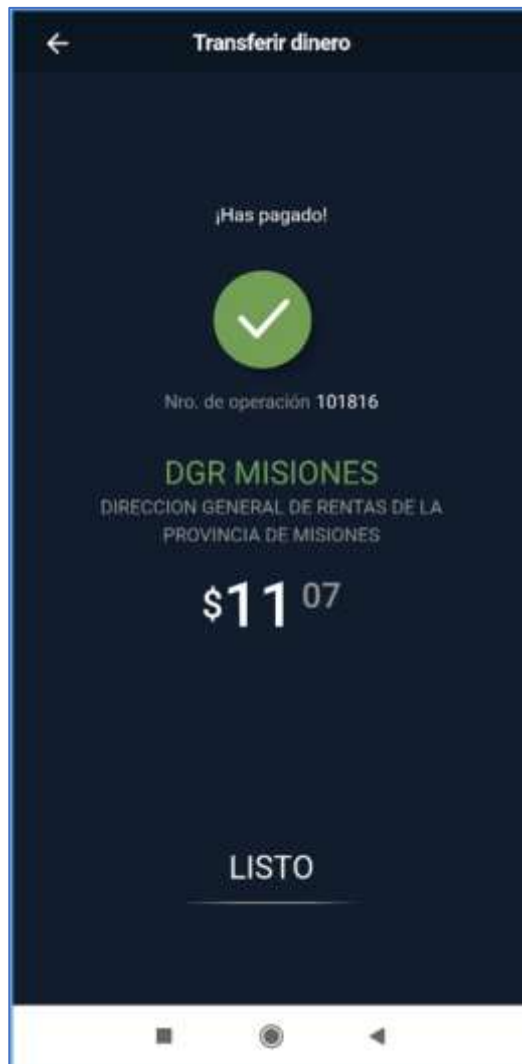 Transferir dinero
¡Has pagado!
Nro. de operación 101816
DGR MISIONES
DIRECCION GENERAL DE RENTAS DE LA
PROVINCIA DE MISIONES
$11 07
LISTO